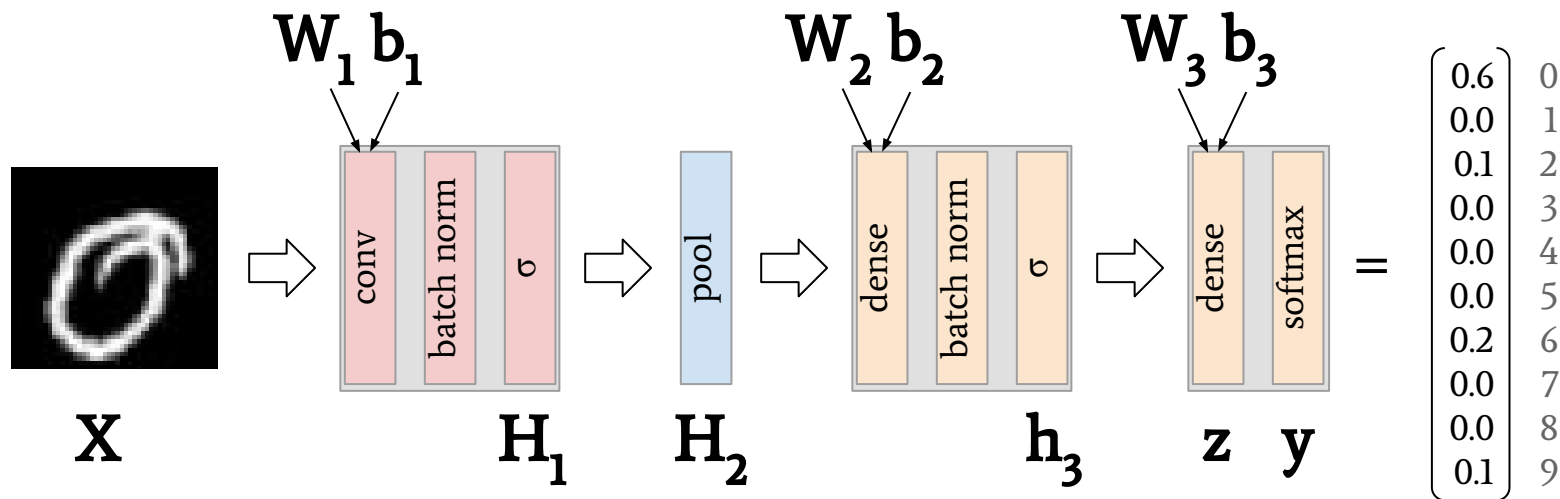 W₁ b₁
W₂ b₂
W₃ b₃
conv
batch norm
σ
pool
dense
batch norm
σ
dense
softmax
=
0.6 0
0.0 1
0.1 2
0.0 3
0.0 4
0.0 5
0.2 6
0.0 7
0.0 8
0.1 9
X
H₁
H₂
h₃
z
y